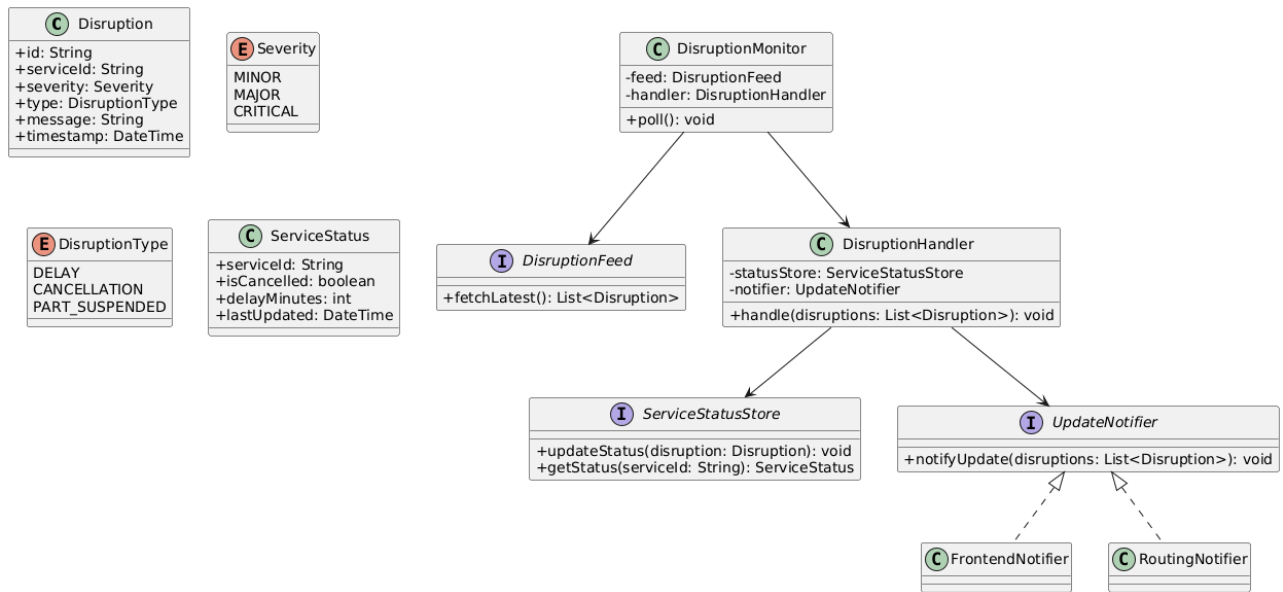 C Disruption
+id: String
+serviceId: String
+severity: Severity
+type: DisruptionType
+message: String
+timestamp: DateTime
E Severity
MINOR
MAJOR
CRITICAL
C DisruptionMonitor
-feed: DisruptionFeed
-handler: DisruptionHandler
+poll(): void
E DisruptionType
DELAY
CANCELLATION
PART_SUSPENDED
C ServiceStatus
+serviceId: String
+isCancelled: boolean
+delayMinutes: int
+lastUpdated: DateTime
I DisruptionFeed
+fetchLatest(): List<Disruption>
C DisruptionHandler
-statusStore: ServiceStatusStore
-notifier: UpdateNotifier
+handle(disruptions: List<Disruption>): void
I ServiceStatusStore
+updateStatus(disruption: Disruption): void
+getStatus(serviceId: String): ServiceStatus
I UpdateNotifier
+notifyUpdate(disruptions: List<Disruption>): void
C FrontendNotifier
C RoutingNotifier